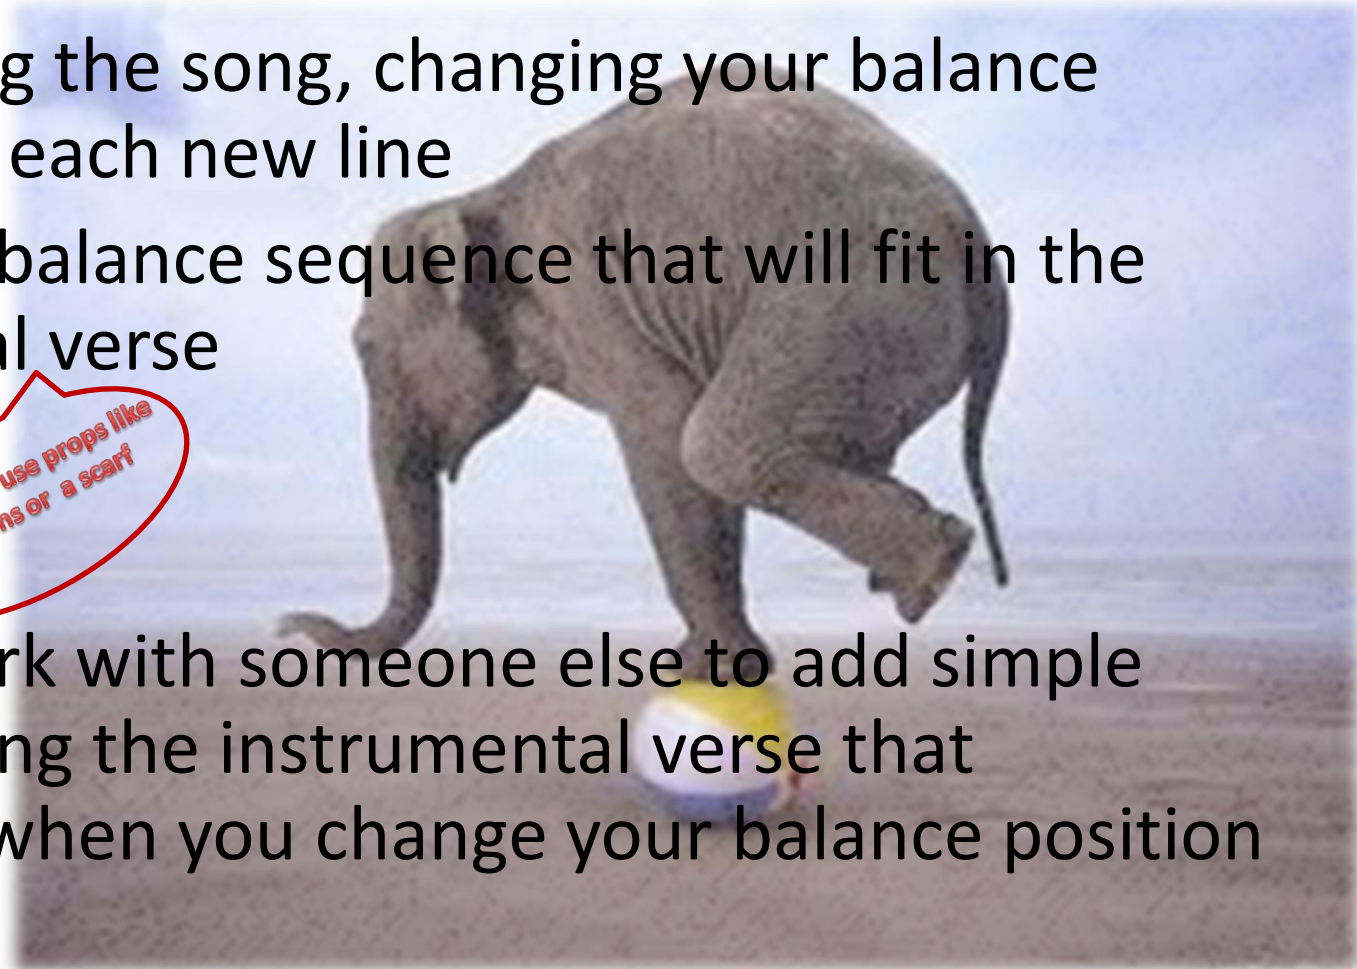 g the song, changing your balance
each new line
balance sequence that will fit in the
al verse
use props like
ns or a scarf
rk with someone else to add simple
ng the instrumental verse that
when you change your balance position